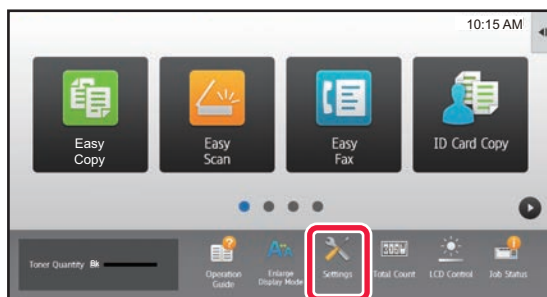 10:15 AM
Easy
Copy
Easy
Scan
Easy
Fax
ID Card Copy
Toner Quantity Bk
Operation
Guide
Enlarge
Display Mode
Settings
Total Count
LCD Control
Job Status